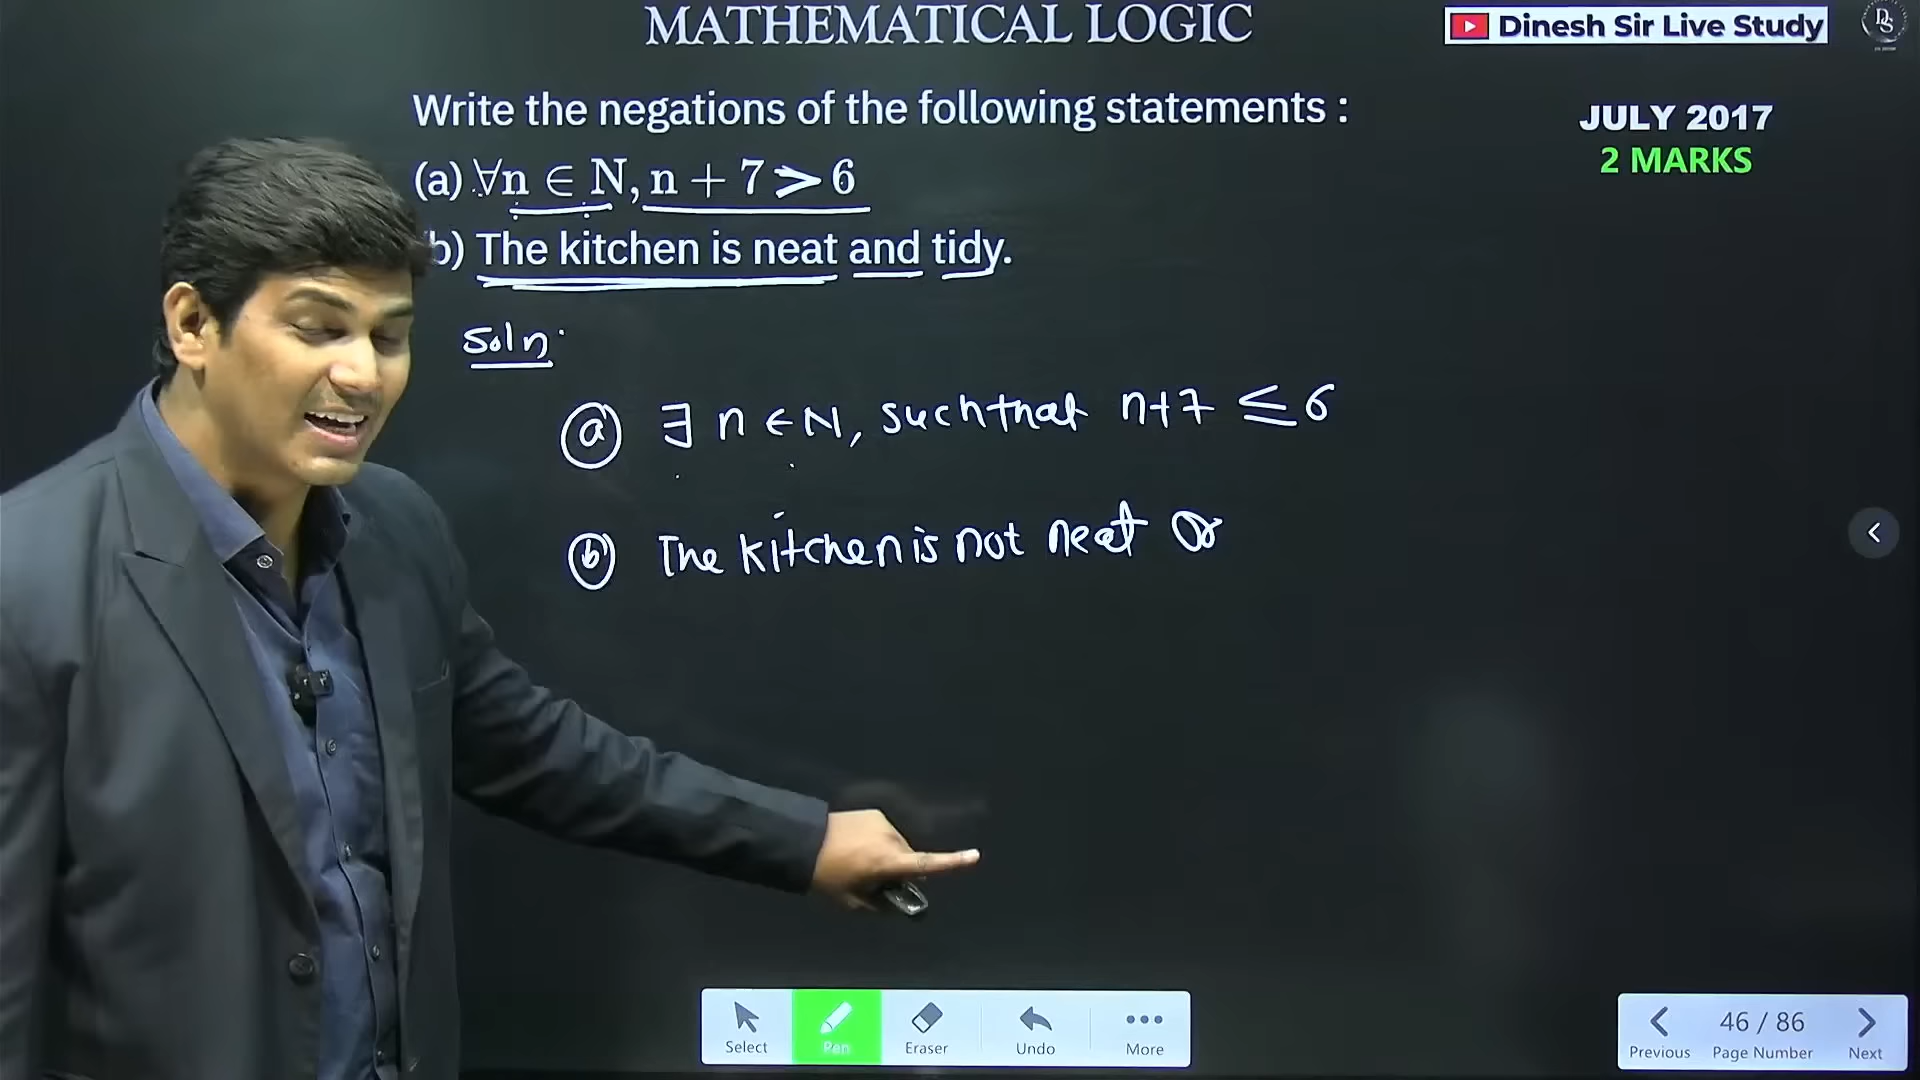 MATHEMATICAL LOGIC
Dinesh Sir Live Study
DS
Write the negations of the following statements :
JULY 2017
2 MARKS
(a) ∀n ∈ N, n + 7 > 6
b) The kitchen is neat and tidy.
Soln.
(a) ∃ n ∈ N, such that n+7 ≤ 6
(b) The kitchen is not neat or
Select
Pen
Eraser
Undo
More
46 / 86
Previous
Page Number
Next